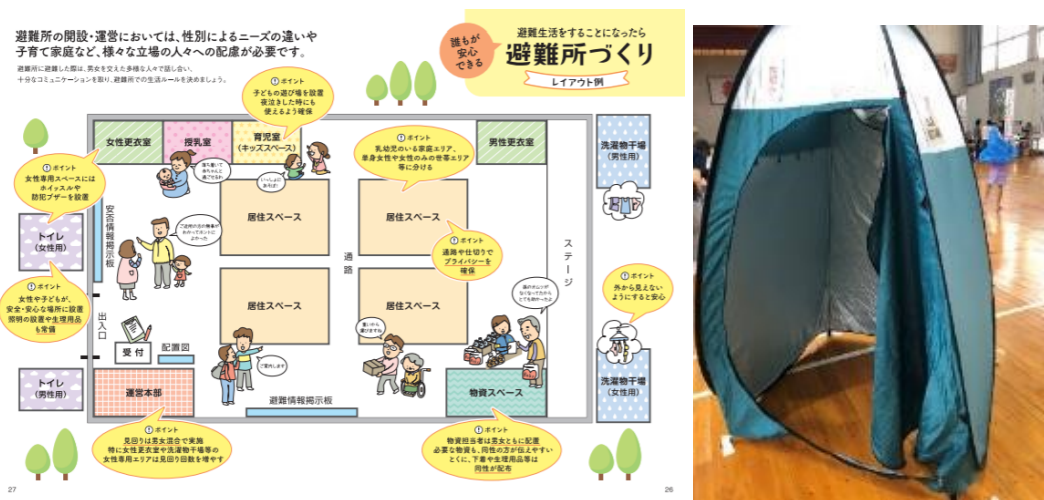 避難所の開設・運営においては、性別によるニーズの違いや
子育て家庭など、様々な立場の人々への配慮が必要です。
避難所に避難した際は、男女を交えた多様な人々で話し合い、
十分なコミュニケーションを取り、避難所での生活ルールを決めましょう。
誰もが
安心
できる
避難生活をすることになったら
避難所づくり
レイアウト例
ポイント
子どもの遊び場を設置
夜泣きした時にも
使えるよう確保
女性更衣室
授乳室
育児室
(キッズスペース)
男性更衣室
洗濯物干場
(男性用)
ポイント
女性専用スペースには
ホイッスルや
防犯ブザーを設置
ポイント
乳幼児のいる家庭エリア、
単身女性や女性のみの世帯エリア
等に分ける
トイレ
(女性用)
安否情報掲示板
居住スペース
居住スペース
通路
ステージ
ポイント
通路や仕切りで
プライバシーを
確保
ポイント
女性や子どもが、
安全・安心な場所に設置
照明の設置や生理用品
も常備
出入口
居住スペース
居住スペース
ポイント
外から見えない
ようにすると安心
受付
配置図
ご案内します
トイレ
(男性用)
運営本部
避難情報掲示板
物資スペース
洗濯物干場
(女性用)
ポイント
見回りは男女混合で実施
特に女性更衣室や洗濯物干場等の
女性専用エリアは見回り回数を増やす
ポイント
物資担当者は男女ともに配置
必要な物資も、同性の方が伝えやすい
とくに、下着や生理用品等は
同性が配布
27
26